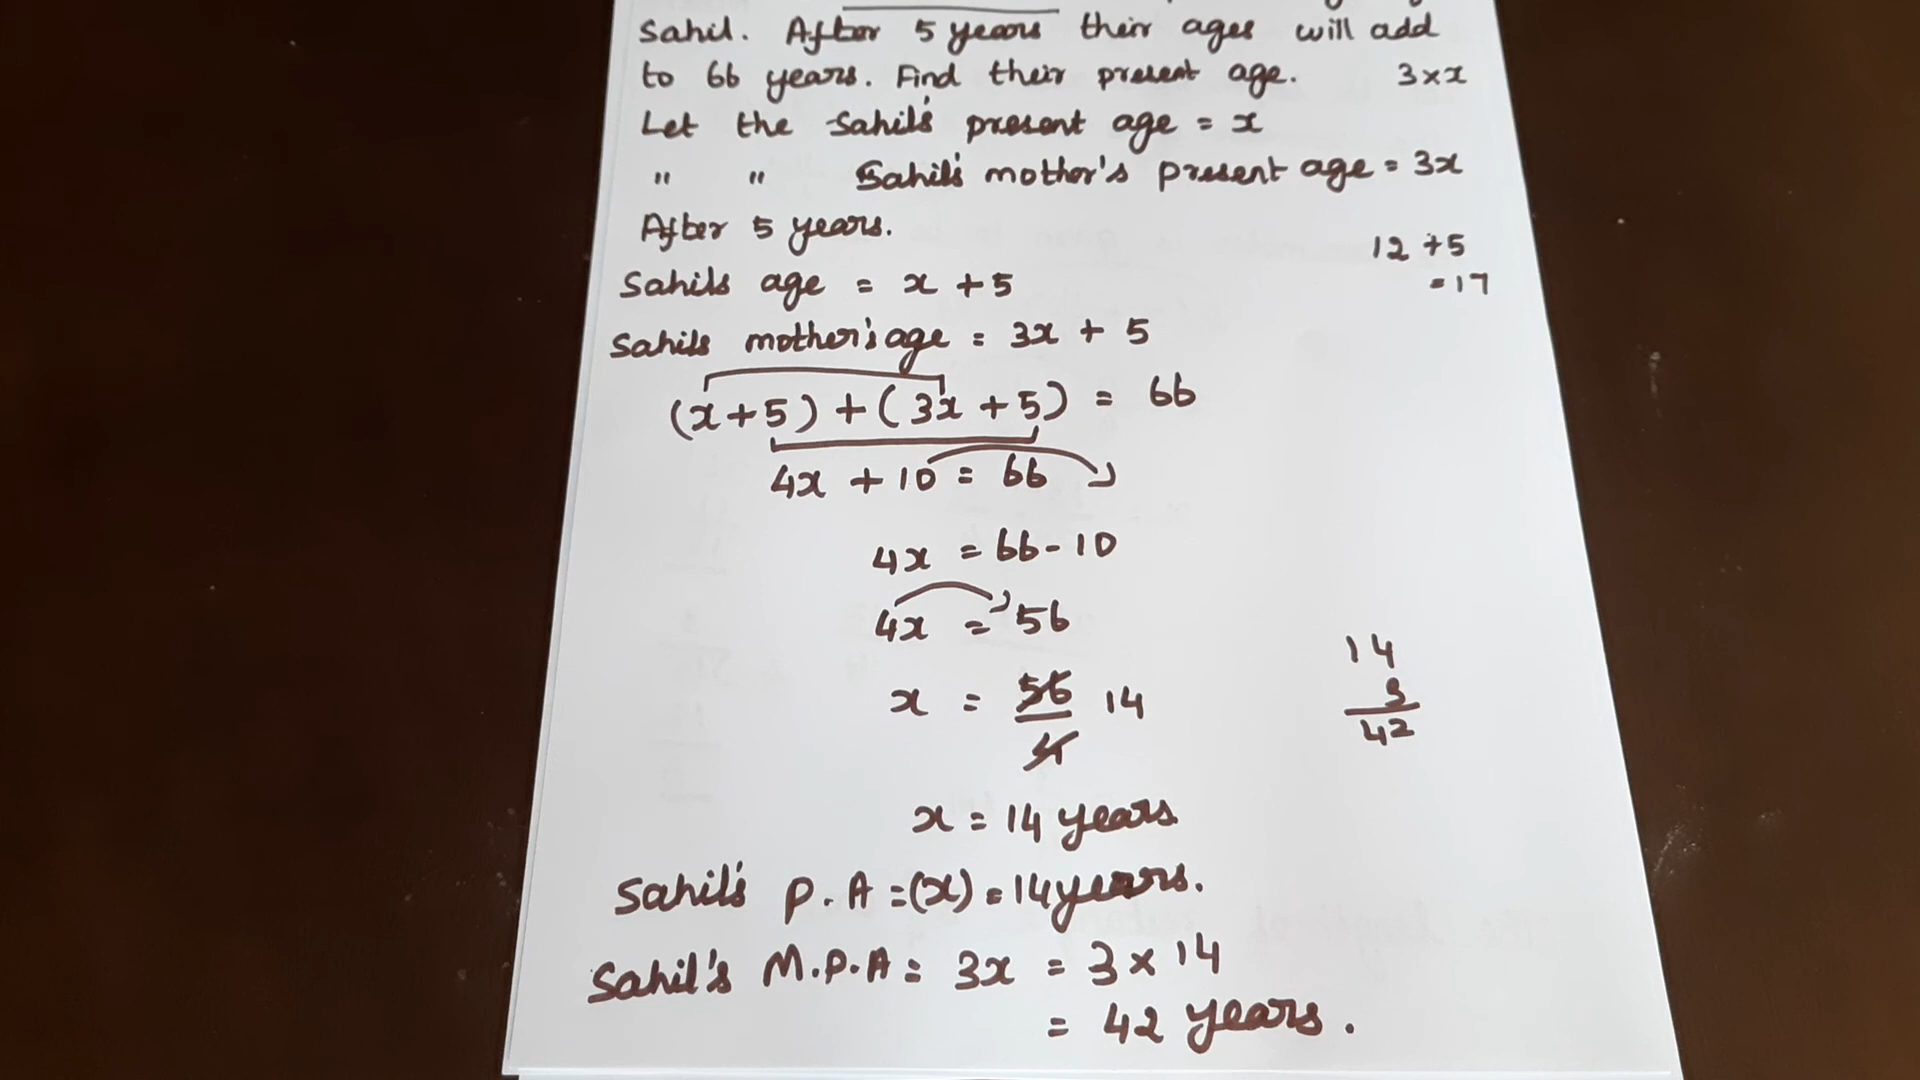 Sahil. After 5 years their ages will add
to 66 years. Find their present age. 3×x
Let the Sahil's present age = x
" " Sahil's mother's present age = 3x
After 5 years.
12 +5
= 17
Sahils age = x + 5
Sahils mother's age = 3x + 5
(x+5) + (3x +5) = 66
4x + 10 = 66
4x = 66 - 10
4x = 56
x = 56/4 14
14
3
42
x = 14 years
Sahil's P.A = (x) = 14 years.
Sahil's M.P.A = 3x = 3 × 14
= 42 years.